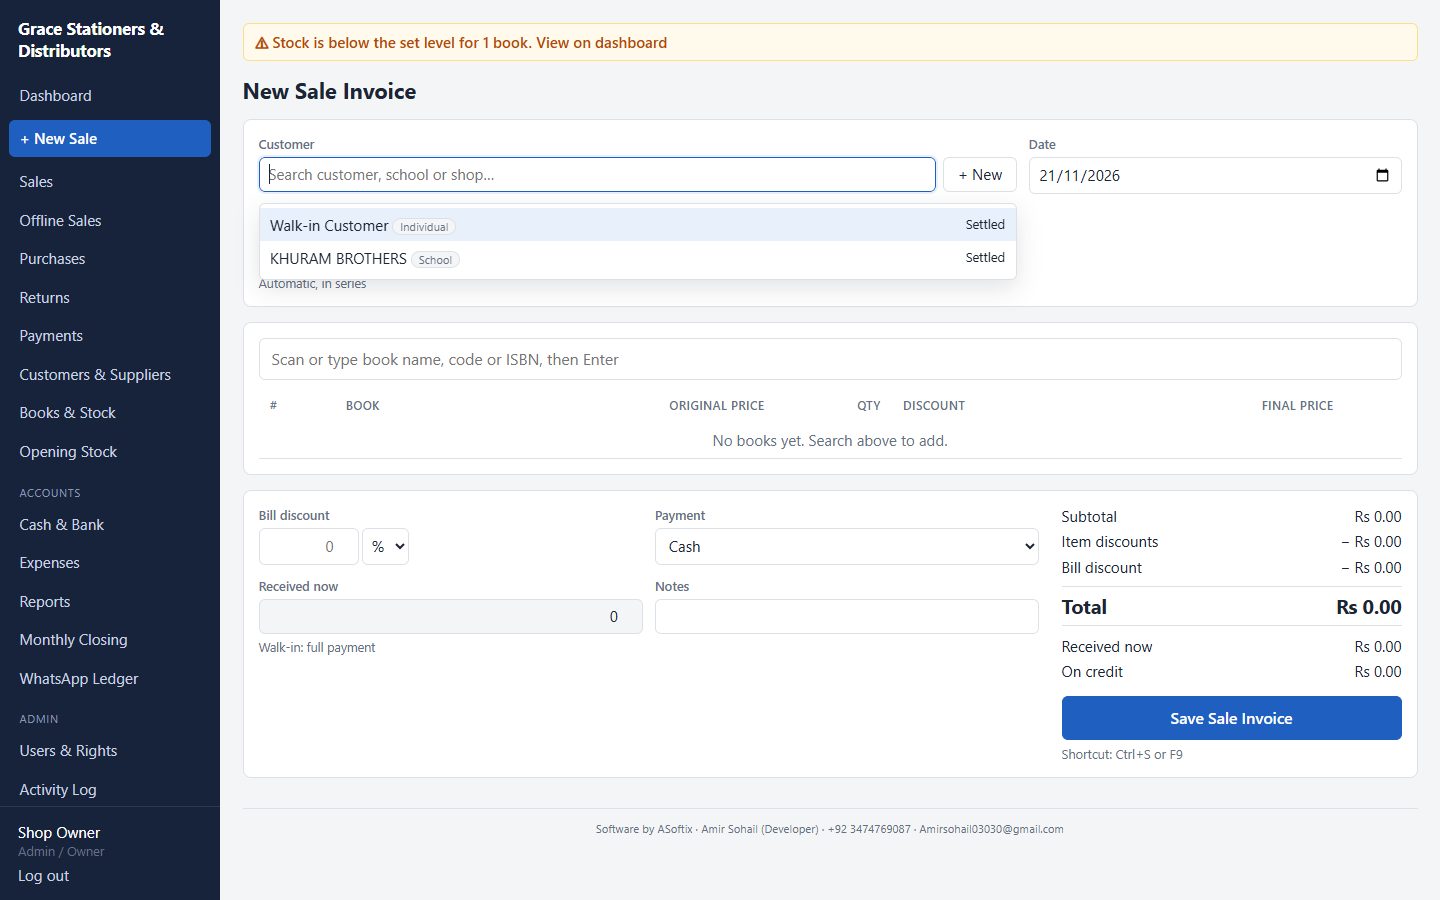 Grace Stationers &
Distributors
Dashboard
+ New Sale
Sales
Offline Sales
Purchases
Returns
Payments
Customers & Suppliers
Books & Stock
Opening Stock
ACCOUNTS
Cash & Bank
Expenses
Reports
Monthly Closing
WhatsApp Ledger
ADMIN
Users & Rights
Activity Log
Shop Owner
Admin / Owner
Log out
⚠ Stock is below the set level for 1 book. View on dashboard
New Sale Invoice
Customer
Date
Search customer, school or shop...
+ New
21/11/2026
Walk-in Customer Individual Settled
KHURAM BROTHERS School Settled
Automatic, in series
Scan or type book name, code or ISBN, then Enter
# BOOK ORIGINAL PRICE QTY DISCOUNT FINAL PRICE
No books yet. Search above to add.
Bill discount
0 %
Payment
Cash
Received now
0
Walk-in: full payment
Notes
Subtotal Rs 0.00
Item discounts − Rs 0.00
Bill discount − Rs 0.00
Total Rs 0.00
Received now Rs 0.00
On credit Rs 0.00
Save Sale Invoice
Shortcut: Ctrl+S or F9
Software by ASoftix · Amir Sohail (Developer) · +92 3474769087 · Amirsohail03030@gmail.com